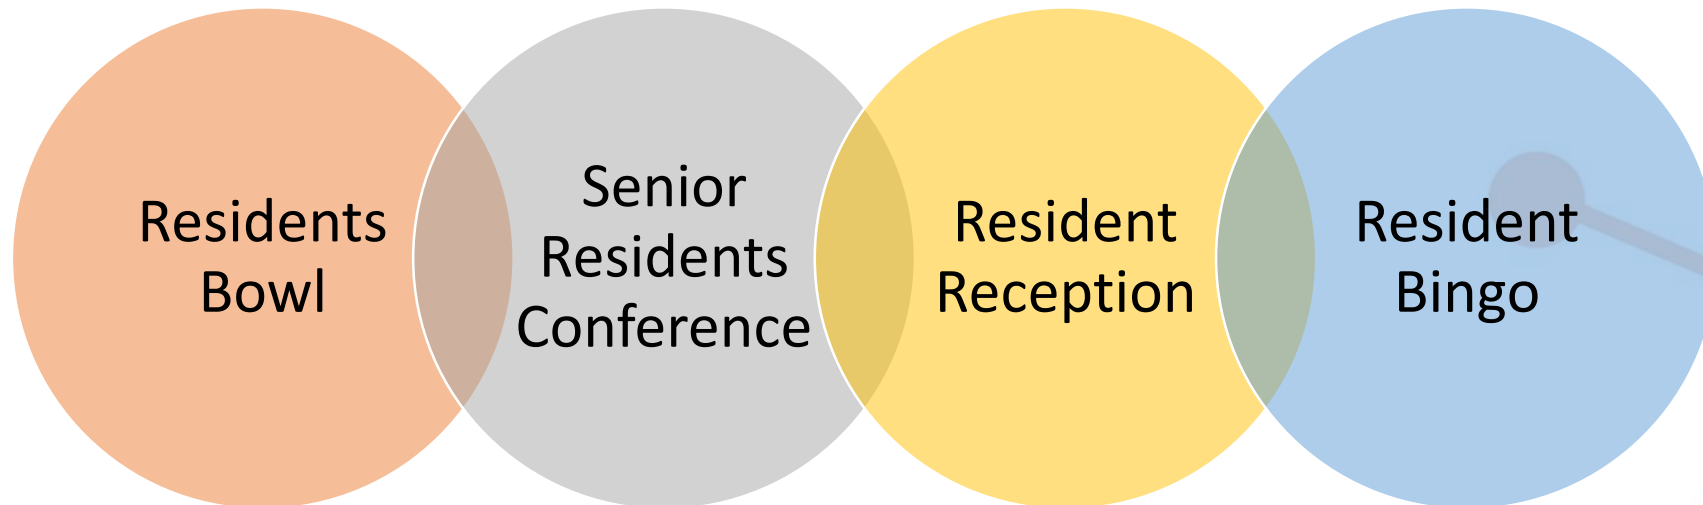 Residents
Bowl
Senior
Residents
Conference
Resident
Reception
Resident
Bingo